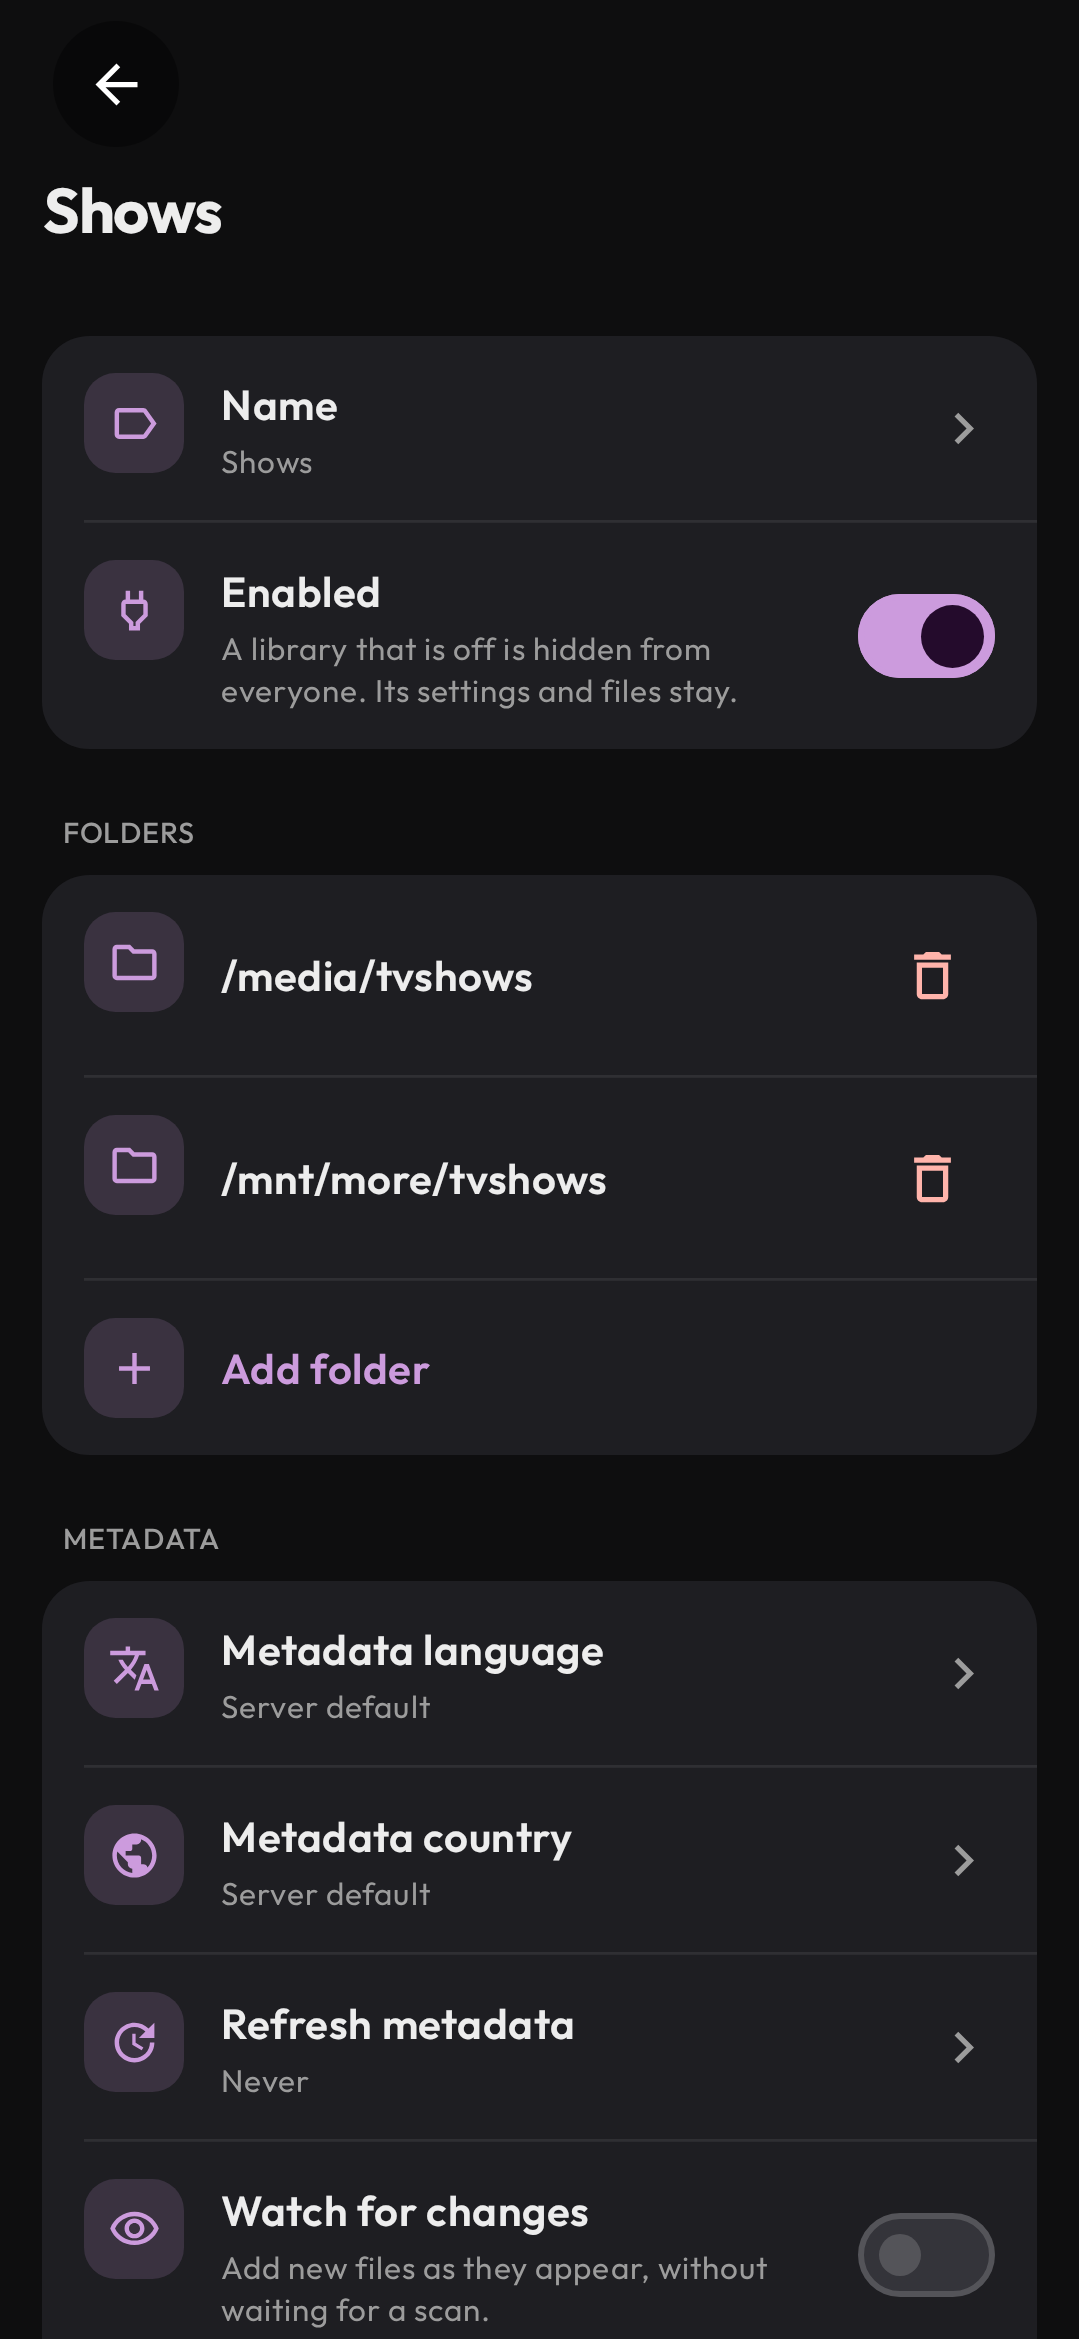 Shows
Name
Shows
Enabled
A library that is off is hidden from
everyone. Its settings and files stay.
FOLDERS
/media/tvshows
/mnt/more/tvshows
Add folder
METADATA
Metadata language
Server default
Metadata country
Server default
Refresh metadata
Never
Watch for changes
Add new files as they appear, without
waiting for a scan.